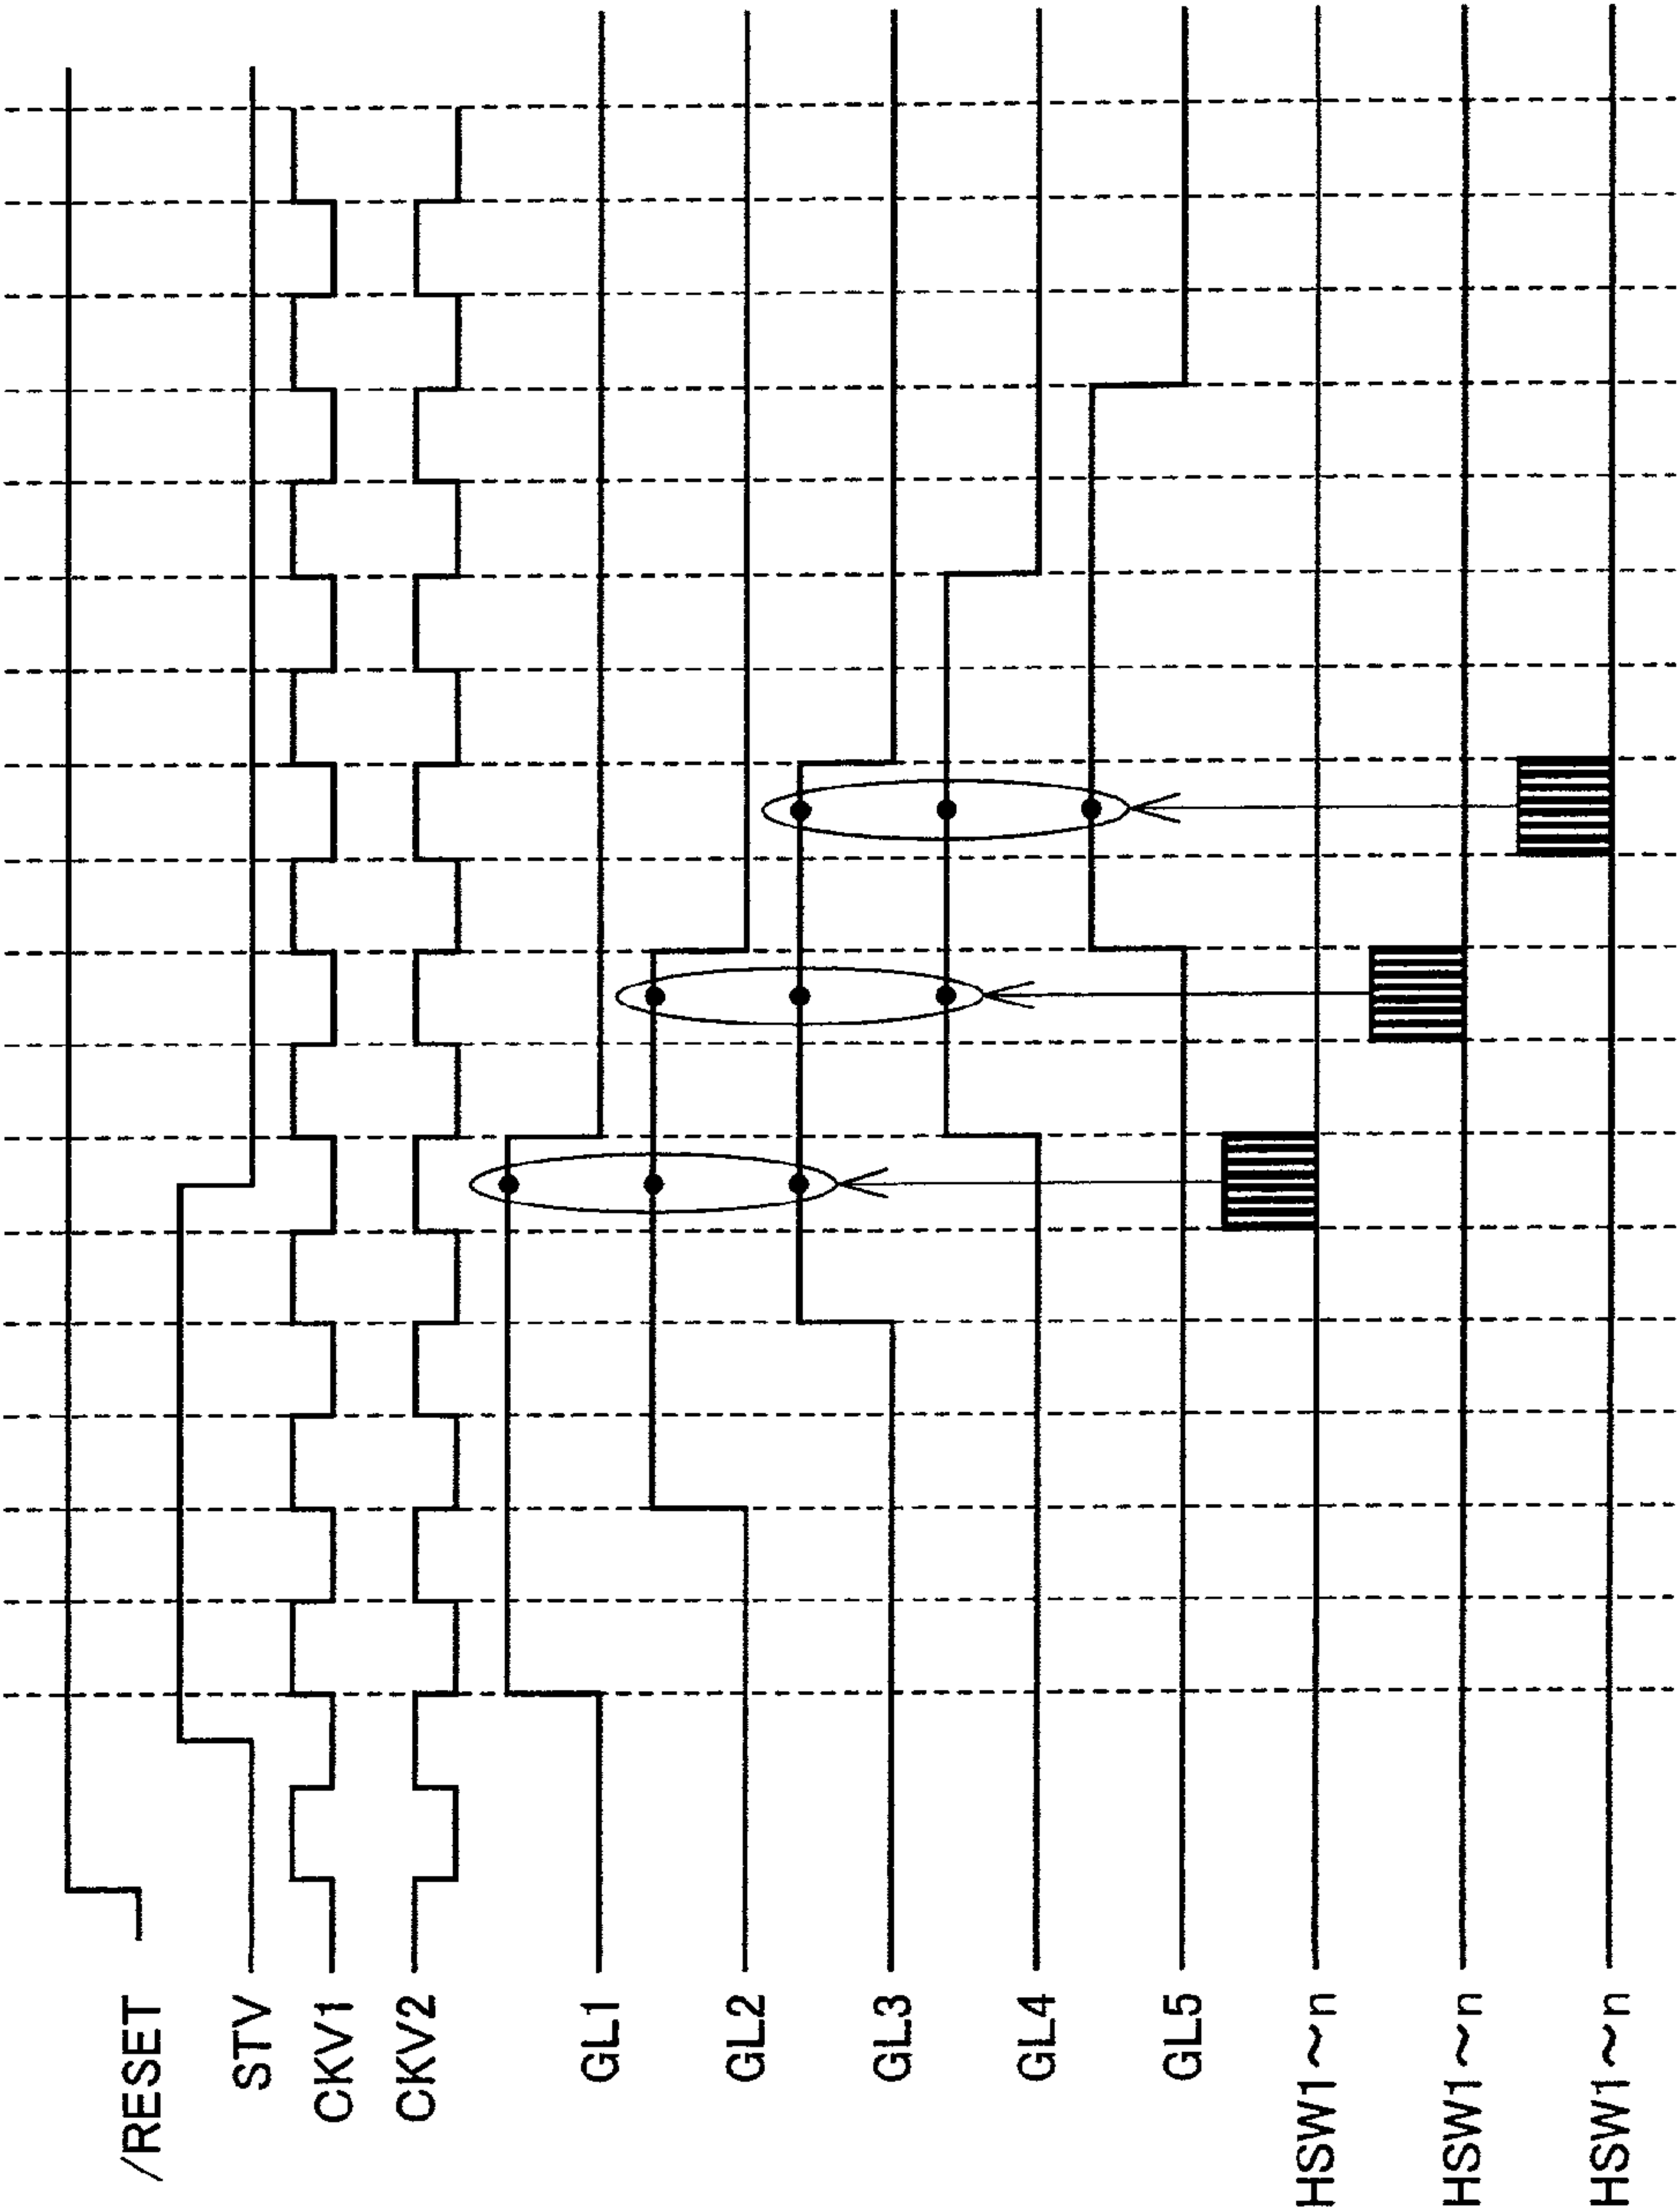 /RESET
STV
CKV1
CKV2
GL1
GL2
GL3
GL4
GL5
HSW1~n
HSW1~n
HSW1~n